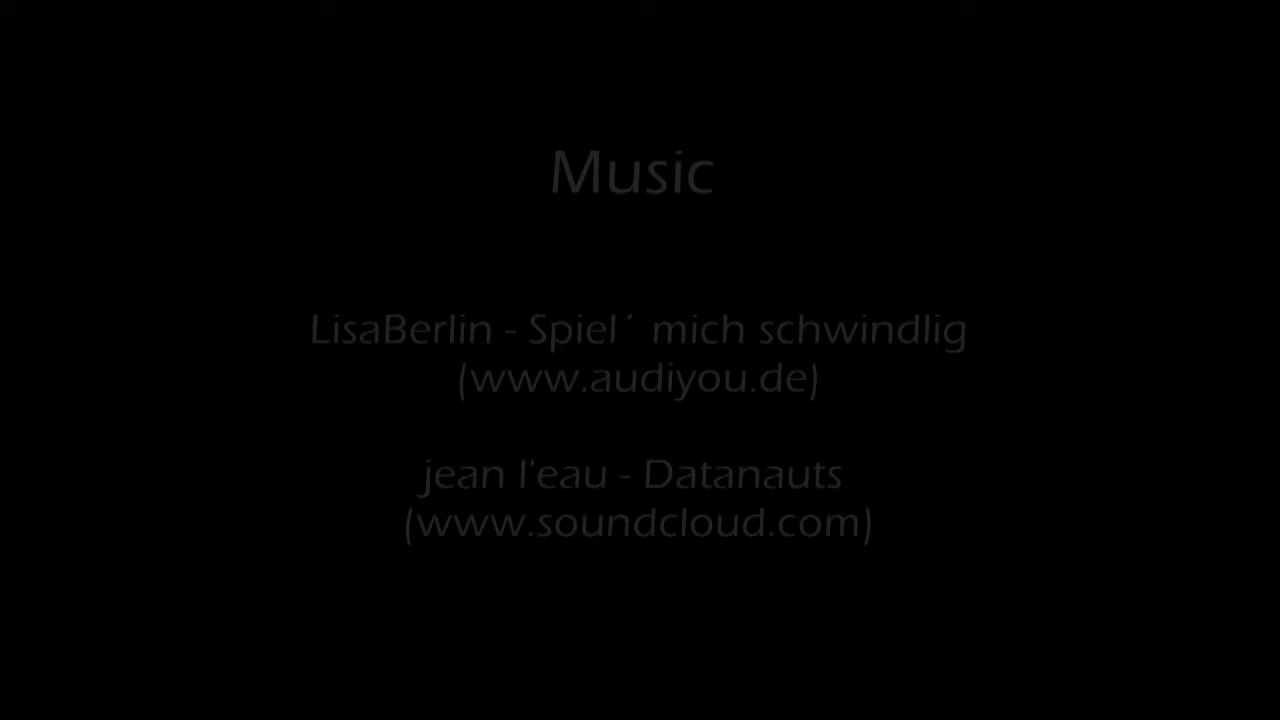 Music
LisaBerlin - Spiel´ mich schwindlig
(www.audiyou.de)
jean l'eau - Datanauts
(www.soundcloud.com)